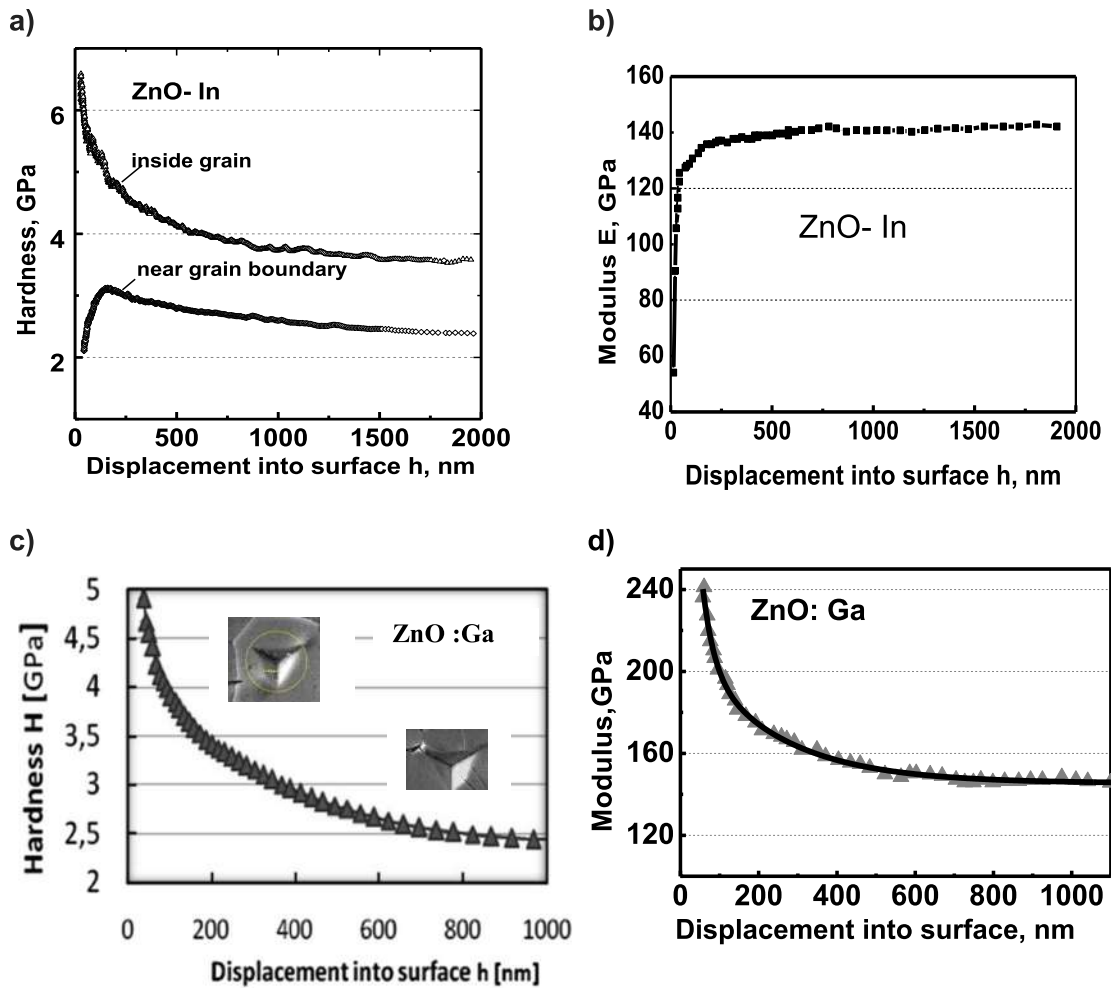 a)
ZnO- In
inside grain
near grain boundary
Hardness, GPa
6
4
2
0 500 1000 1500 2000
Displacement into surface h, nm
b)
160
140
120
100
80
60
40
Modulus E, GPa
ZnO- In
0 500 1000 1500 2000
Displacement into surface h, nm
c)
5
4,5
4
3,5
3
2,5
2
Hardness H [GPa]
ZnO :Ga
0 200 400 600 800 1000
Displacement into surface h [nm]
d)
240
200
160
120
Modulus,GPa
ZnO: Ga
0 200 400 600 800 1000
Displacement into surface, nm